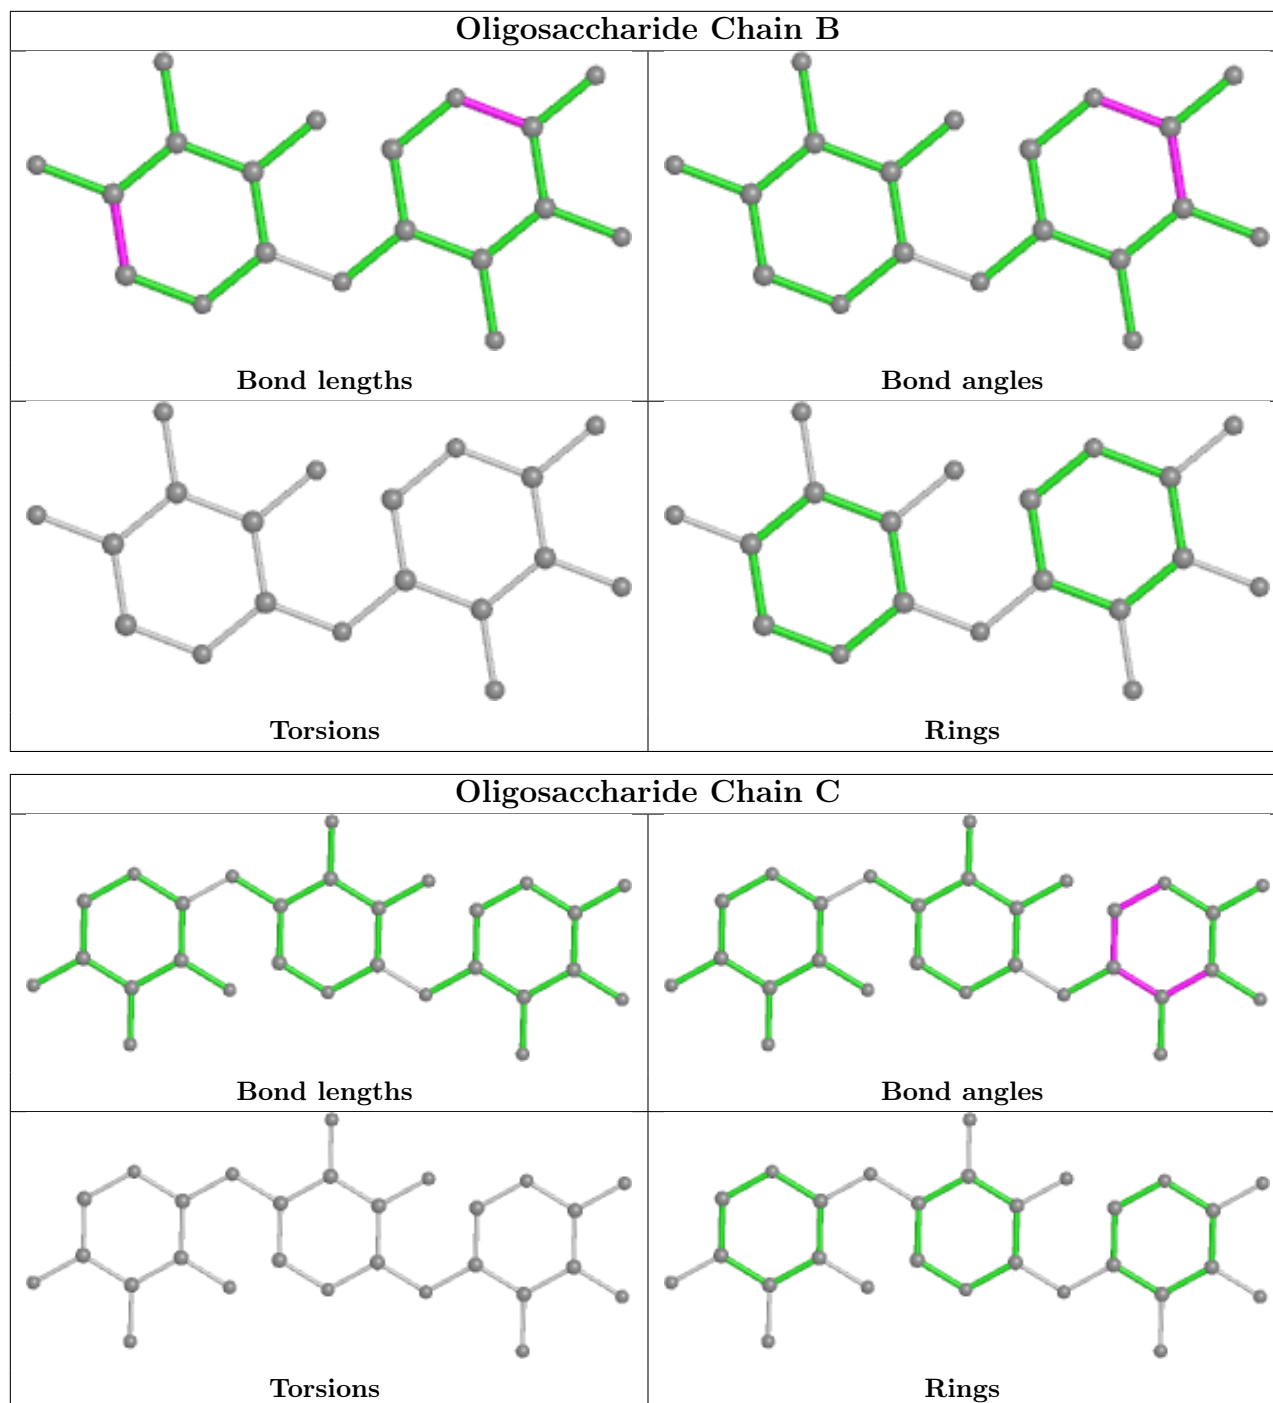 Oligosaccharide Chain B
Bond lengths
Bond angles
Torsions
Rings
Oligosaccharide Chain C
Bond lengths
Bond angles
Torsions
Rings